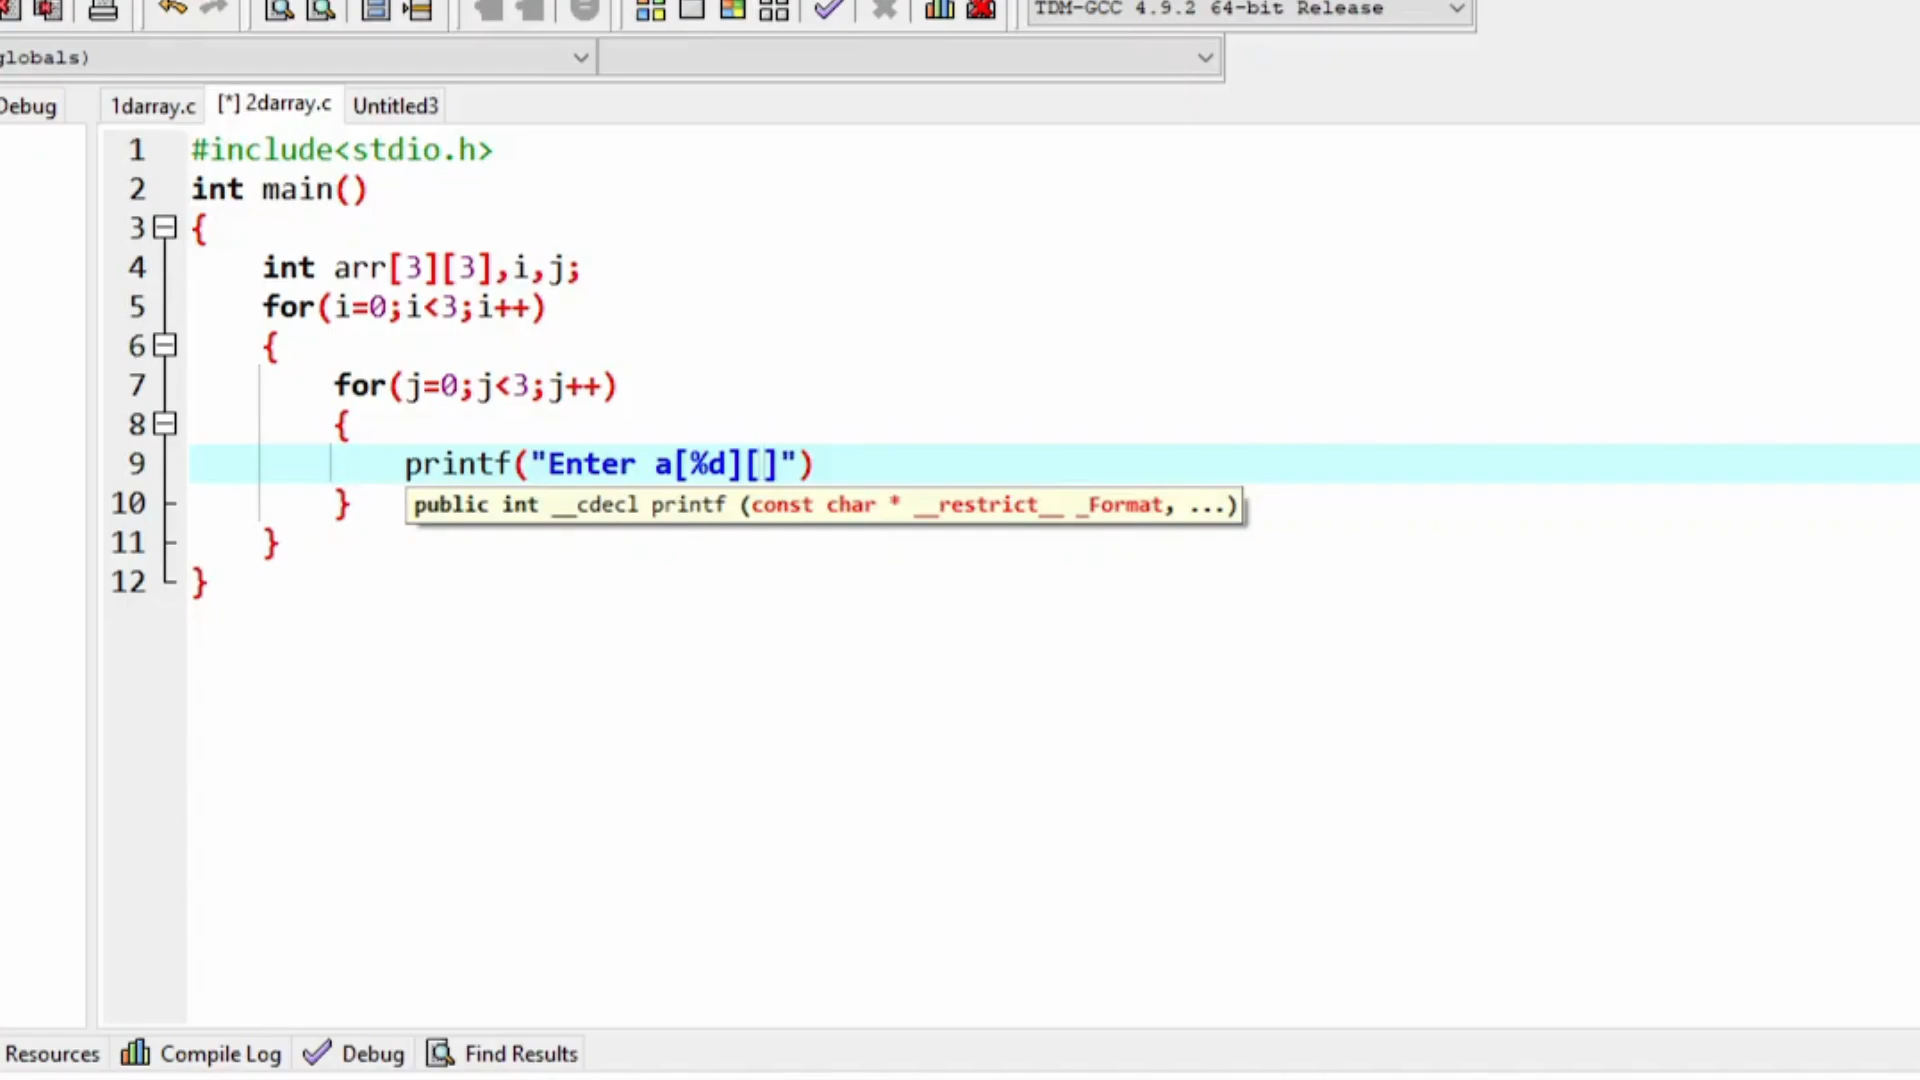 TDM-GCC 4.9.2 64-bit Release
globals)
Debug 1darray.c [*] 2darray.c Untitled3
1 #include<stdio.h>
2 int main()
3 {
4 int arr[3][3],i,j;
5 for(i=0;i<3;i++)
6 {
7 for(j=0;j<3;j++)
8 {
9 printf("Enter a[%d][]")
10 }
public int __cdecl printf (const char * __restrict__ _Format, ...)
11 }
12 }
Resources Compile Log Debug Find Results